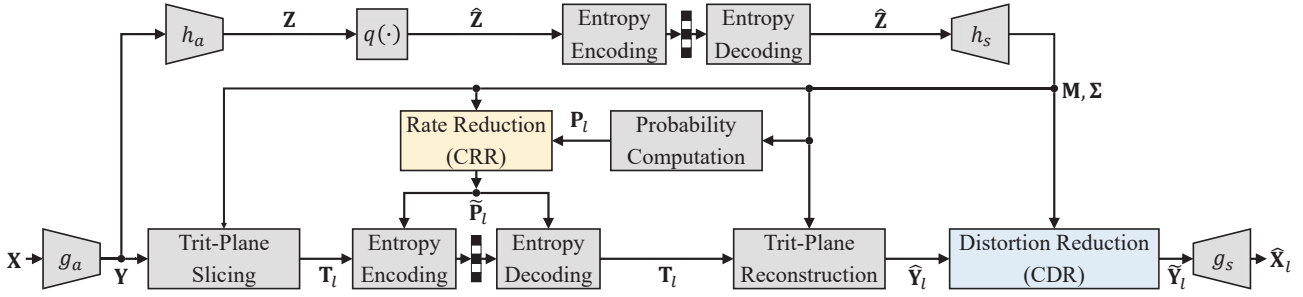 h_a
Z
q(·)
Ẑ
Entropy
Encoding
Entropy
Decoding
Ẑ
h_s
M, Σ
Rate Reduction
(CRR)
P_l
Probability
Computation
P̃_l
X
g_a
Y
Trit-Plane
Slicing
T_l
Entropy
Encoding
Entropy
Decoding
T_l
Trit-Plane
Reconstruction
Ŷ_l
Distortion Reduction
(CDR)
Ỹ_l
g_s
X̂_l